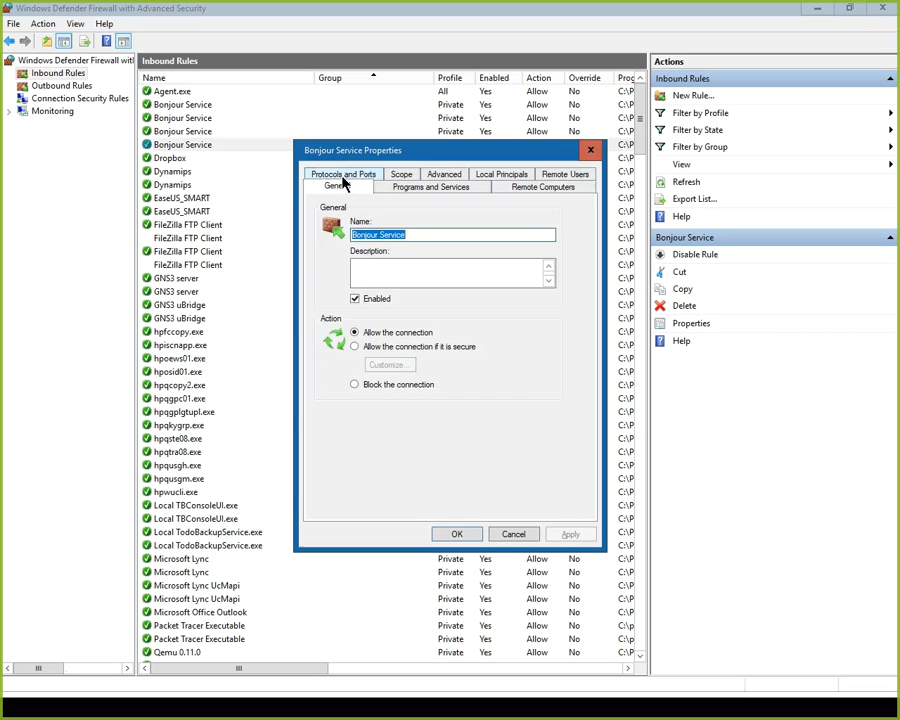 Windows Defender Firewall with Advanced Security
File Action View Help
Windows Defender Firewall witl
Inbound Rules
Outbound Rules
Connection Security Rules
Monitoring
Inbound Rules
Name Group Profile Enabled Action Override Prog
Agent.exe All Yes Allow No C:\P
Bonjour Service Private Yes Allow No C:\P
Bonjour Service Private Yes Allow No C:\P
Bonjour Service Private Yes Allow No C:\P
Bonjour Service
Dropbox
Dynamips
Dynamips
EaseUS_SMART
EaseUS_SMART
FileZilla FTP Client
FileZilla FTP Client
FileZilla FTP Client
FileZilla FTP Client
GNS3 server
GNS3 server
GNS3 uBridge
GNS3 uBridge
hpfccopy.exe
hpiscnapp.exe
hpoews01.exe
hposid01.exe
hpqcopy2.exe
hpqgpc01.exe
hpqgplgtupl.exe
hpqkygrp.exe
hpqste08.exe
hpqtra08.exe
hpqusgh.exe
hpqusgm.exe
hpwucli.exe
Local TBConsoleUI.exe
Local TBConsoleUI.exe
Local TodoBackupService.exe
Local TodoBackupService.exe
Microsoft Lync Private Yes Allow No C:\P
Microsoft Lync Private Yes Allow No C:\P
Microsoft Lync UcMapi Private Yes Allow No C:\P
Microsoft Lync UcMapi Private Yes Allow No C:\P
Microsoft Office Outlook Private Yes Allow No C:\P
Packet Tracer Executable Private Yes Allow No C:\p
Packet Tracer Executable Private Yes Allow No C:\p
Qemu 0.11.0 Private Yes Allow No C:\P
Bonjour Service Properties
Protocols and Ports Scope Advanced Local Principals Remote Users
General Programs and Services Remote Computers
General
Name:
Bonjour Service
Description:
Enabled
Action
Allow the connection
Allow the connection if it is secure
Customize...
Block the connection
OK Cancel Apply
Actions
Inbound Rules
New Rule...
Filter by Profile
Filter by State
Filter by Group
View
Refresh
Export List...
Help
Bonjour Service
Disable Rule
Cut
Copy
Delete
Properties
Help